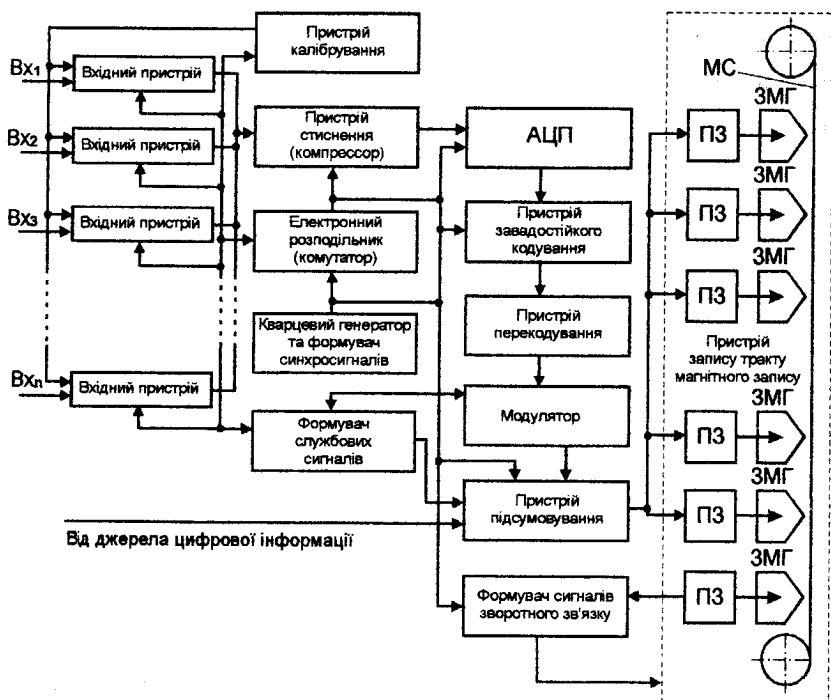 Пристрій
калібрування
МС
Вх1
Вхідний пристрій
ЗМГ
Пристрій
стиснення
(компрессор)
АЦП
ПЗ
Вх2
Вхідний пристрій
ЗМГ
Вх3
Вхідний пристрій
Електронний
розподільник
(комутатор)
Пристрій
завадостійкого
кодування
ПЗ
ЗМГ
ПЗ
Кварцевий генератор
та формувач
синхросигналів
Пристрій
перекодування
Пристрій
запису тракту
магнітного запису
Вхn
Вхідний пристрій
ЗМГ
Формувач
службових
сигналів
Модулятор
ПЗ
ЗМГ
Пристрій
підсумовування
ПЗ
Від джерела цифрової інформації
ЗМГ
Формувач сигналів
зворотного зв'язку
ПЗ